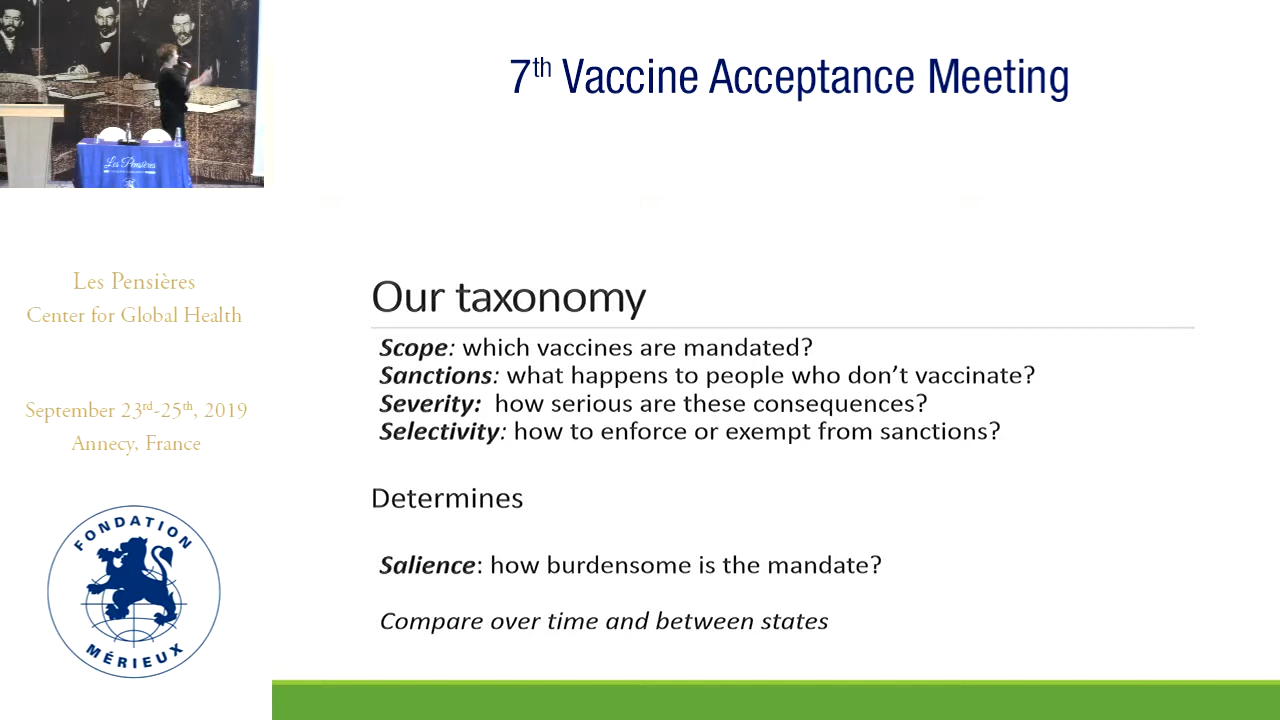 7th Vaccine Acceptance Meeting
Les Pensières
Les Pensières
Center for Global Health
September 23rd-25th, 2019
Annecy, France
FONDATION
MÉRIEUX
Our taxonomy
Scope: which vaccines are mandated?
Sanctions: what happens to people who don’t vaccinate?
Severity: how serious are these consequences?
Selectivity: how to enforce or exempt from sanctions?
Determines
Salience: how burdensome is the mandate?
Compare over time and between states